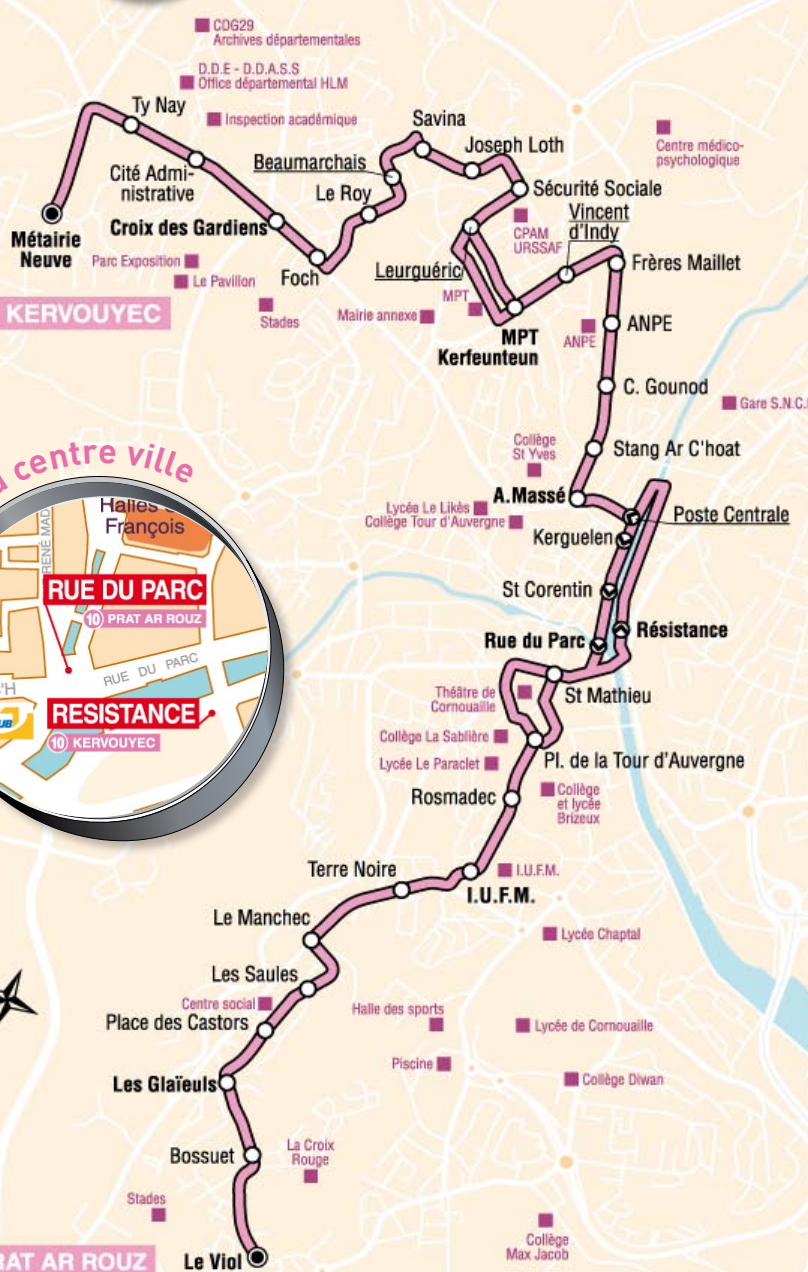 CDG29
Archives départementales
D.D.E - D.D.A.S.S
Office départemental HLM
Ty Nay
Inspection académique
Savina
Centre médico-
psychologique
Joseph Loth
Beaumarchais
Cité Admi-
nistrative
Le Roy
Sécurité Sociale
Croix des Gardiens
Vincent
d'Indy
CPAM
URSSAF
Métairie
Neuve
Parc Exposition
Le Pavillon
Foch
Leurguéric
Frères Maillet
MPT
KERVOUYEC
Stades
Mairie annexe
ANPE
ANPE
MPT
Kerfeunteun
C. Gounod
Gare S.N.C.
Collège
St Yves
Stang Ar C'hoat
centre ville
A.Massé
Lycée Le Likès
Collège Tour d'Auvergne
Poste Centrale
Kerguelen
Halles
François
RENÉ MAD
RUE DU PARC
10 PRAT AR ROUZ
St Corentin
Résistance
Rue du Parc
RUE DU PARC
'H
RESISTANCE
UB
10 KERVOUYEC
Théâtre de
Cornouaille
St Mathieu
Collège La Sablière
Pl. de la Tour d'Auvergne
Lycée Le Paraclet
Rosmadec
Collège
et lycée
Brizeux
Terre Noire
I.U.F.M.
I.U.F.M.
Le Manchec
Lycée Chaptal
Les Saules
Centre social
Halle des sports
Place des Castors
Lycée de Cornouaille
Piscine
Les Glaïeuls
Collège Diwan
Bossuet
La Croix
Rouge
Stades
Collège
Max Jacob
RAT AR ROUZ
Le Viol